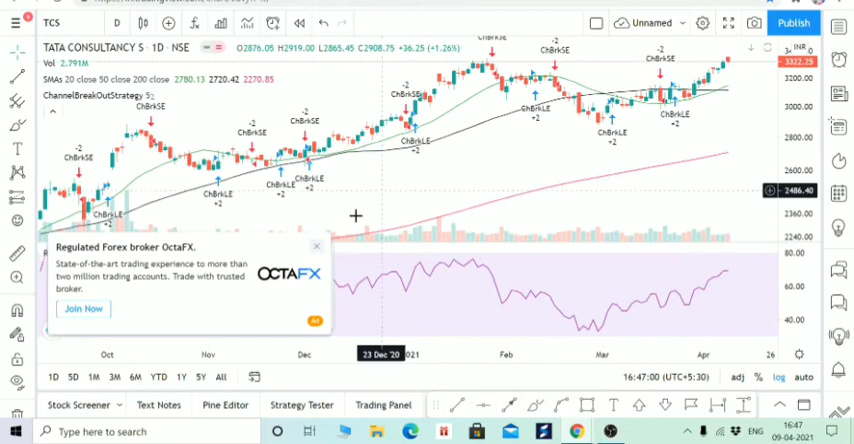 TCS D Unnamed Publish
TATA CONSULTANCY S · 1D · NSE O2876.05 H2919.00 L2865.45 C2908.75 +36.25 (+1.26%) INR
Vol 2.791M
SMAs 20 close 50 close 200 close 2780.13 2720.42 2270.85
ChannelBreakOutStrategy 5
3322.25
3100.00
3000.00
2800.00
2600.00
2486.40
2360.00
2240.00
-2
ChBrkSE
-2
ChBrkSE
-2
ChBrkSE
-2
ChBrkSE
-2
ChBrkSE
-2
ChBrkSE
-2
ChBrkSE
-2
ChBrkSE
ChBrkLE
+2
ChBrkLE
+2
ChBrkLE
+2
ChBrkLE
+2
ChBrkLE
+2
ChBrkLE
+2
ChBrkLE
+2
ChBrkLE
+2
Regulated Forex broker OctaFX.
State-of-the-art trading experience to more than
two million trading accounts. Trade with trusted
broker.
OCTAFX
Join Now
Ad
80.00
60.00
40.00
Oct Nov Dec 23 Dec '20 021 Feb Mar Apr 26
1D 5D 1M 3M 6M YTD 1Y 5Y All 16:47:00 (UTC+5:30) adj % log auto
Stock Screener Text Notes Pine Editor Strategy Tester Trading Panel
Type here to search
ENG
16:47
09-04-2021